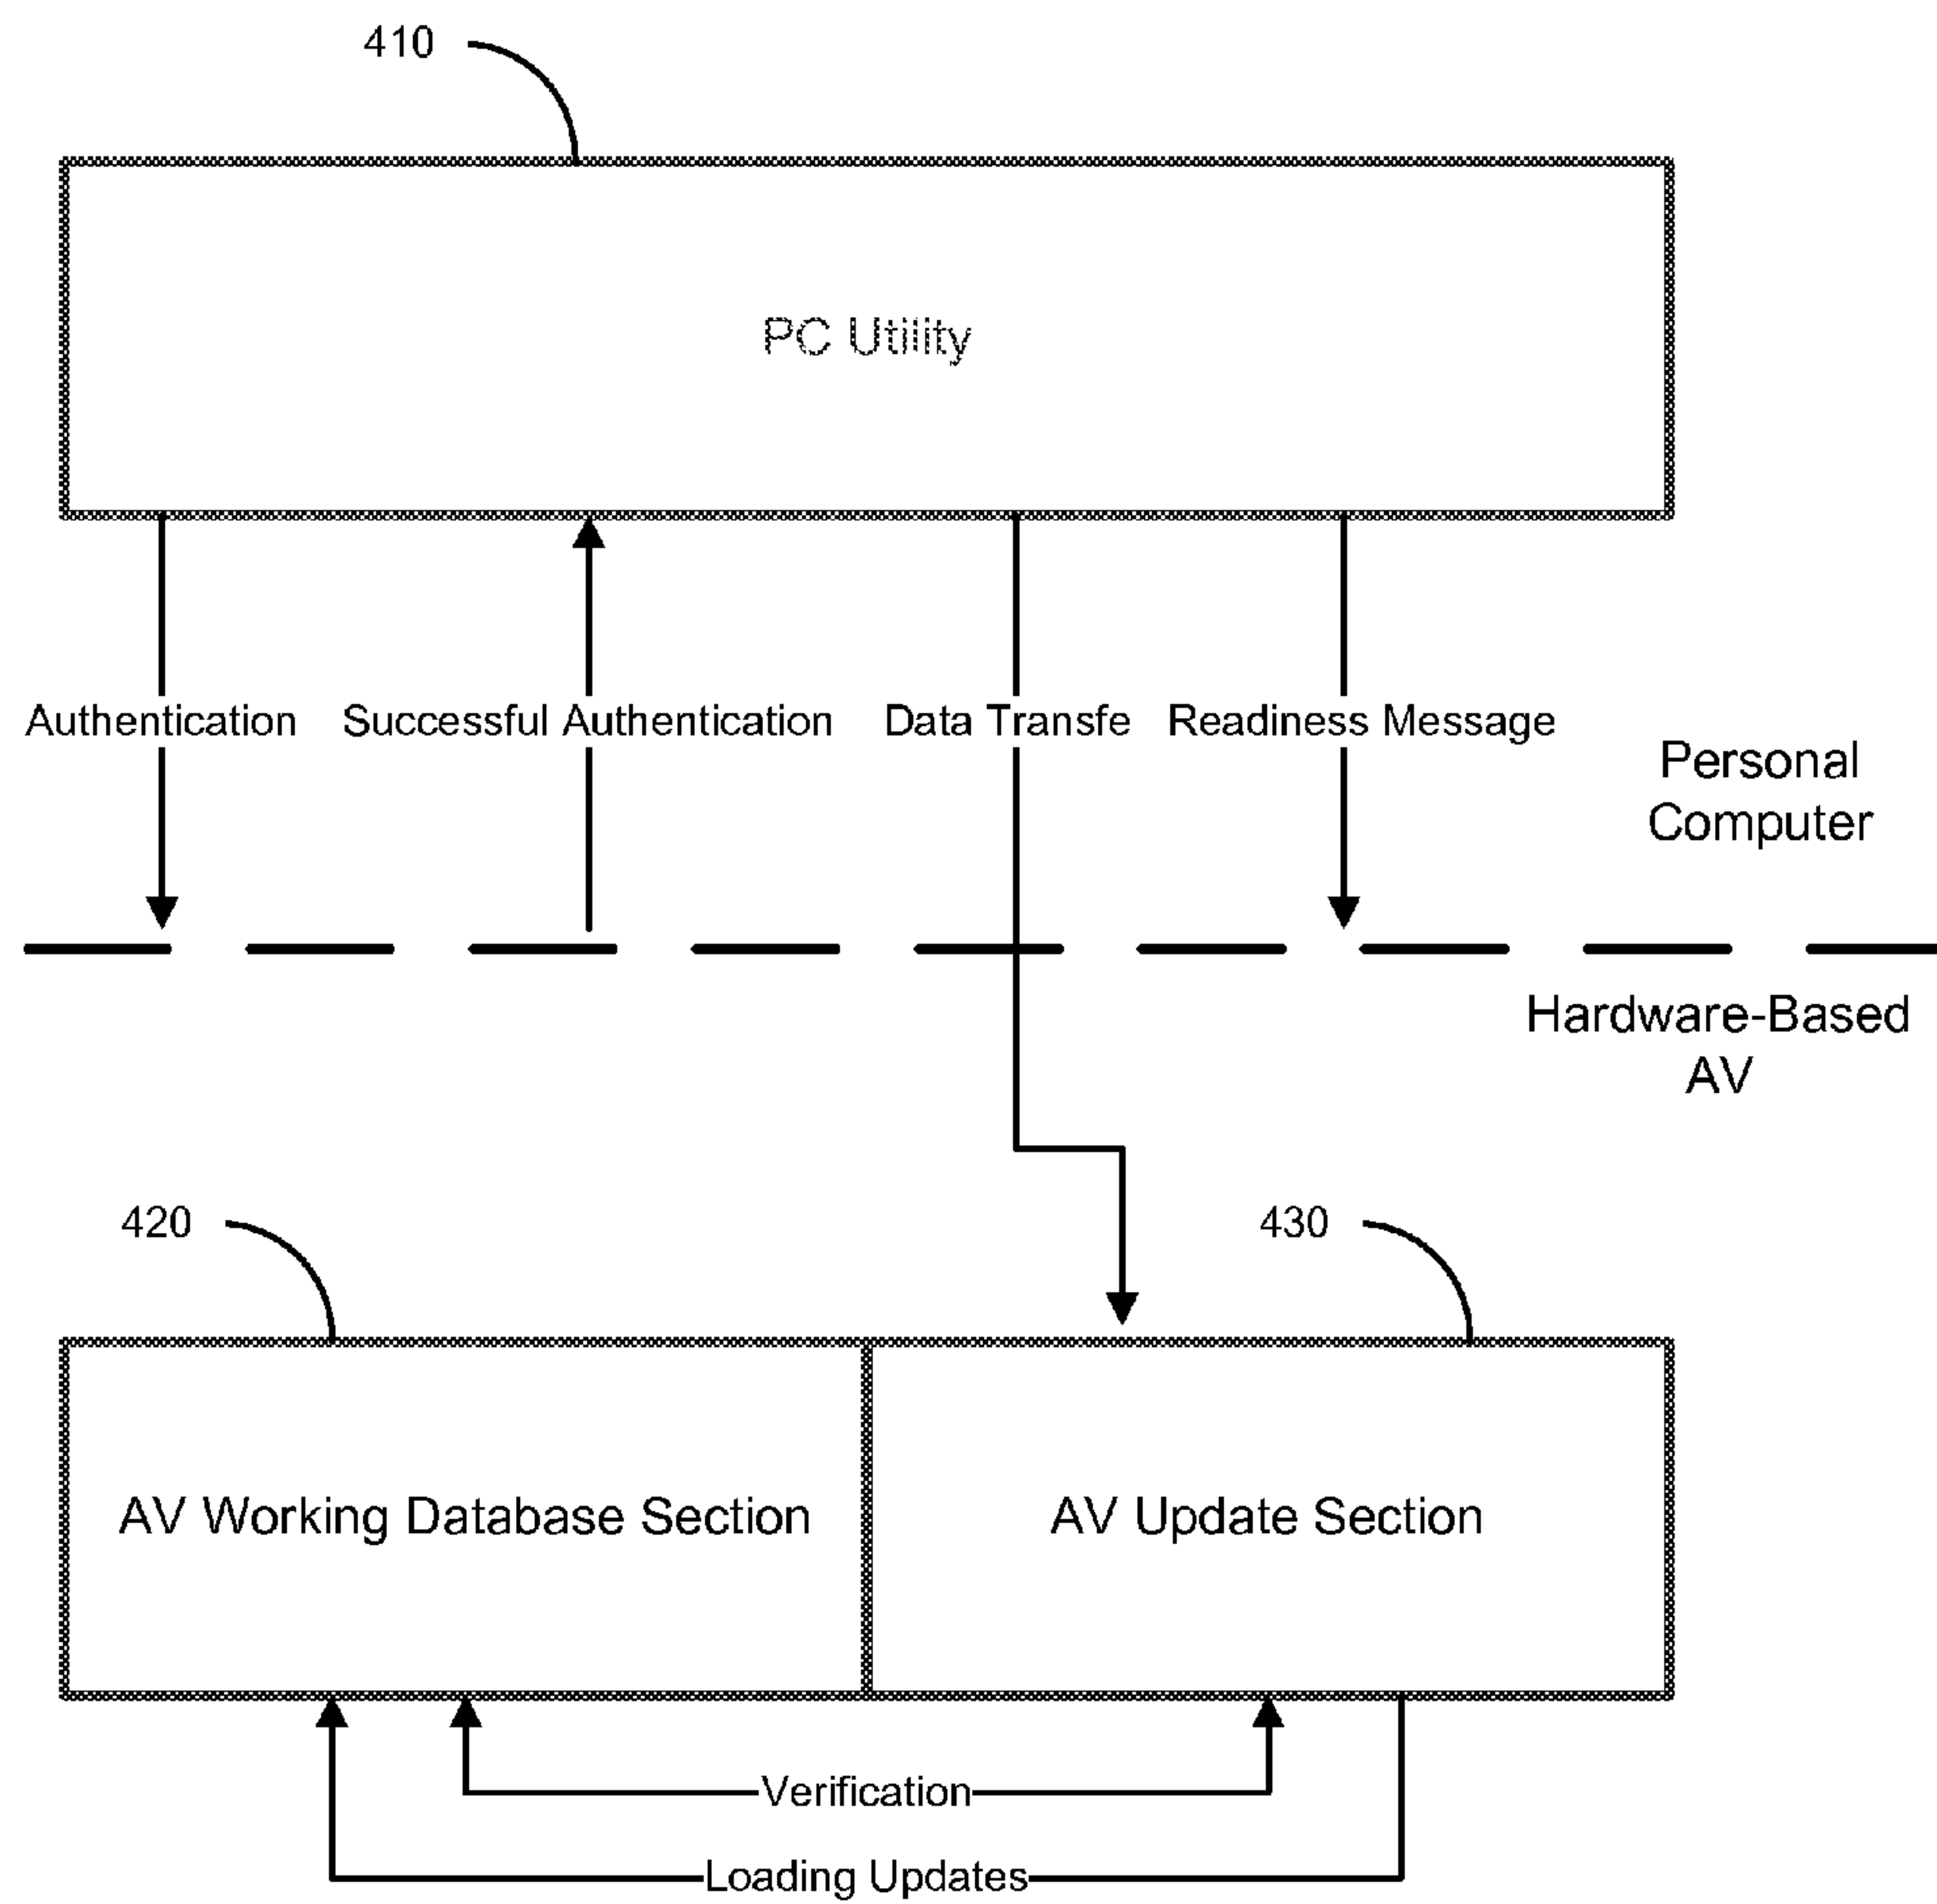 410
PC Utility
Authentication
Successful Authentication
Data Transfe
Readiness Message
Personal
Computer
Hardware-Based
AV
420
430
AV Working Database Section
AV Update Section
Verification
Loading Updates